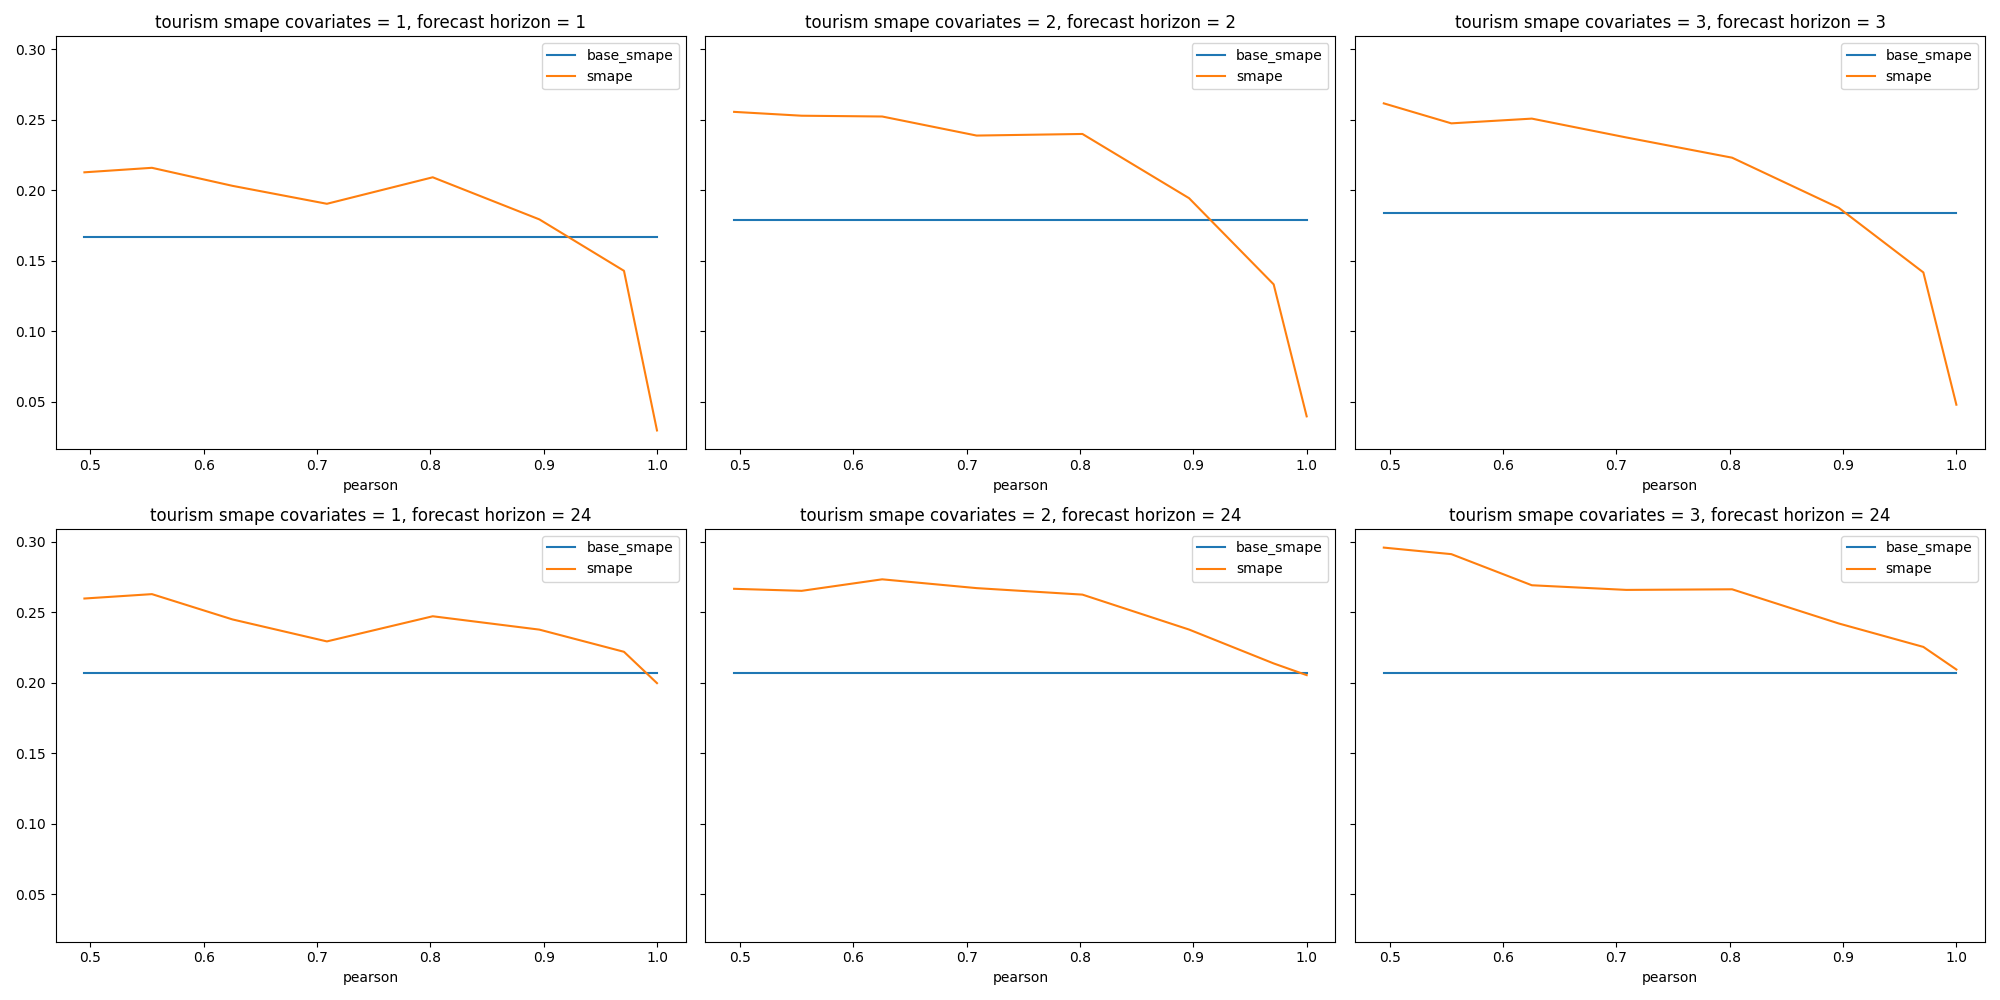 tourism smape covariates = 1, forecast horizon = 1
0.30
0.25
0.20
0.15
0.10
0.05
base_smape
smape
0.5 0.6 0.7 0.8 0.9 1.0
pearson
tourism smape covariates = 2, forecast horizon = 2
base_smape
smape
0.5 0.6 0.7 0.8 0.9 1.0
pearson
tourism smape covariates = 3, forecast horizon = 3
base_smape
smape
0.5 0.6 0.7 0.8 0.9 1.0
pearson
tourism smape covariates = 1, forecast horizon = 24
0.30
0.25
0.20
0.15
0.10
0.05
base_smape
smape
0.5 0.6 0.7 0.8 0.9 1.0
pearson
tourism smape covariates = 2, forecast horizon = 24
base_smape
smape
0.5 0.6 0.7 0.8 0.9 1.0
pearson
tourism smape covariates = 3, forecast horizon = 24
base_smape
smape
0.5 0.6 0.7 0.8 0.9 1.0
pearson